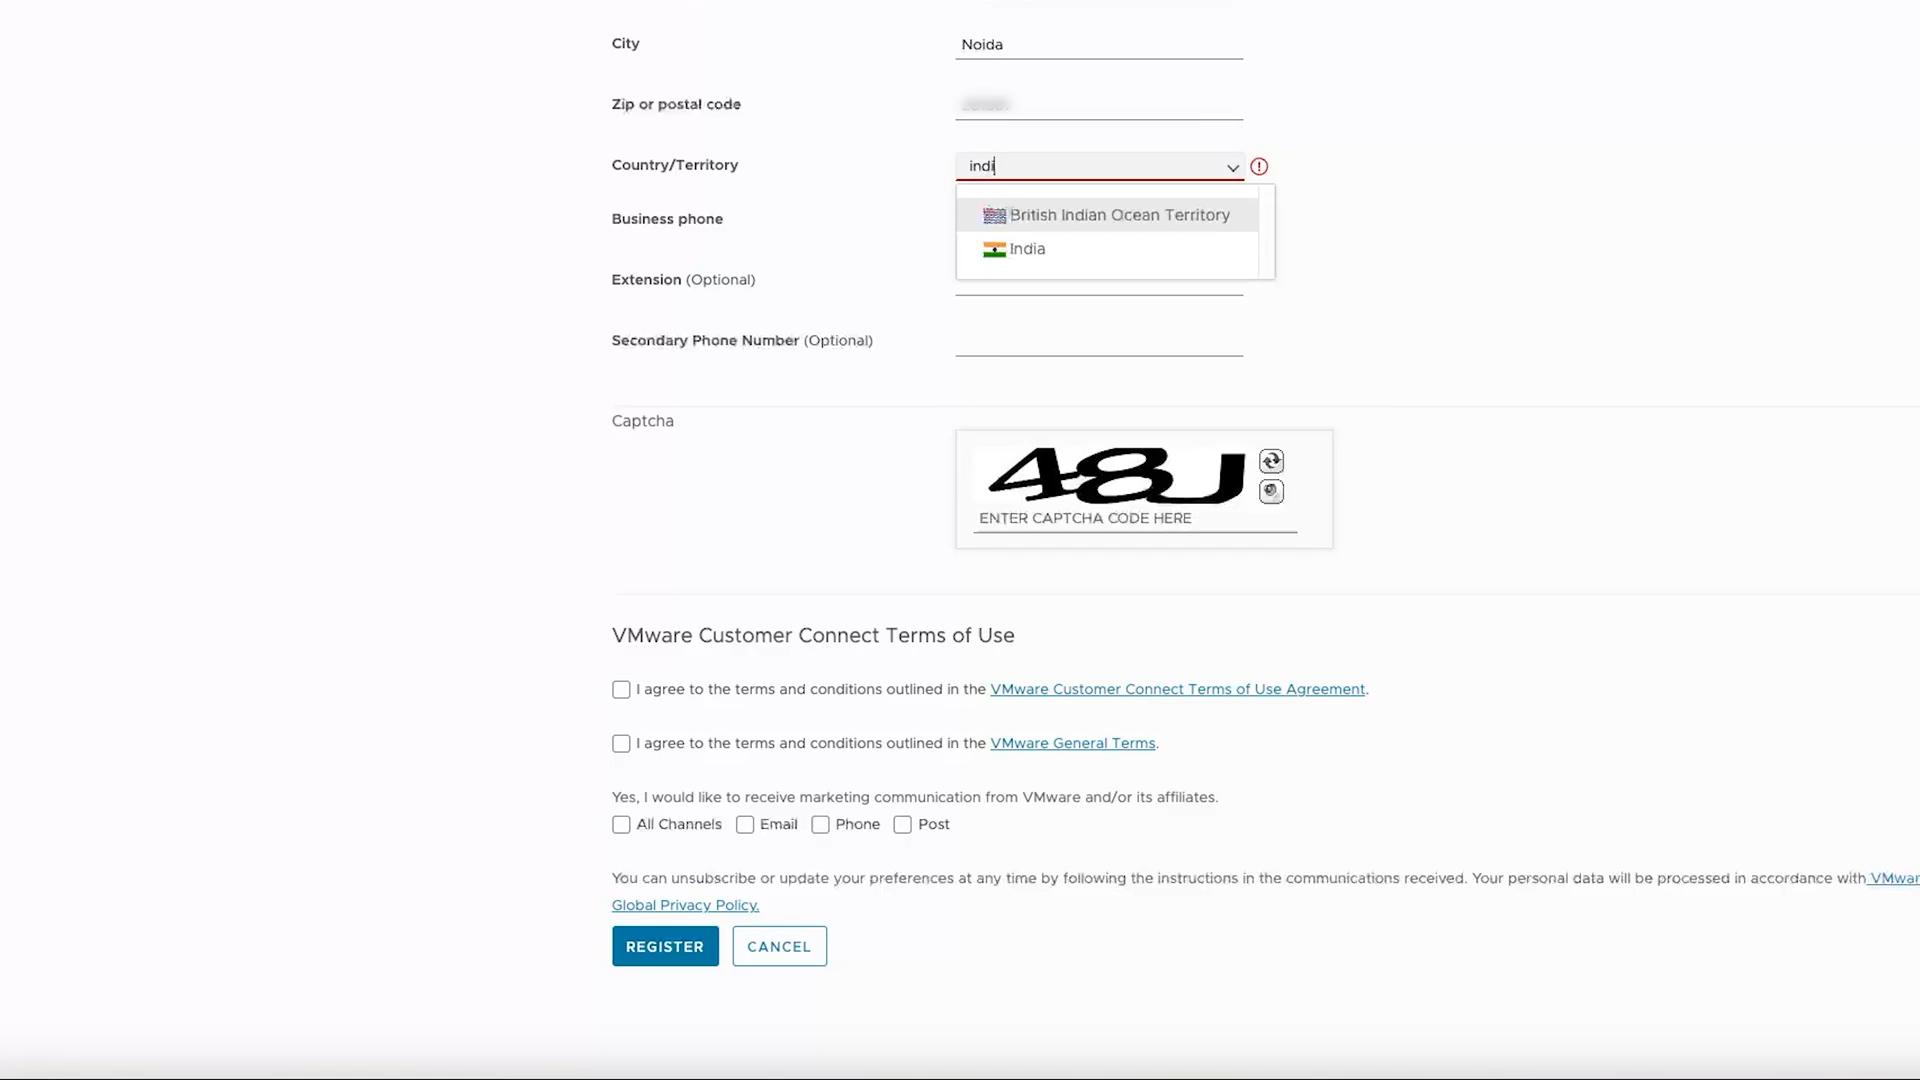 City
Noida
Zip or postal code
Country/Territory
indi
British Indian Ocean Territory
India
Business phone
Extension (Optional)
Secondary Phone Number (Optional)
Captcha
48J
ENTER CAPTCHA CODE HERE
VMware Customer Connect Terms of Use
I agree to the terms and conditions outlined in the VMware Customer Connect Terms of Use Agreement.
I agree to the terms and conditions outlined in the VMware General Terms.
Yes, I would like to receive marketing communication from VMware and/or its affiliates.
All Channels Email Phone Post
You can unsubscribe or update your preferences at any time by following the instructions in the communications received. Your personal data will be processed in accordance with VMwar
Global Privacy Policy.
REGISTER CANCEL